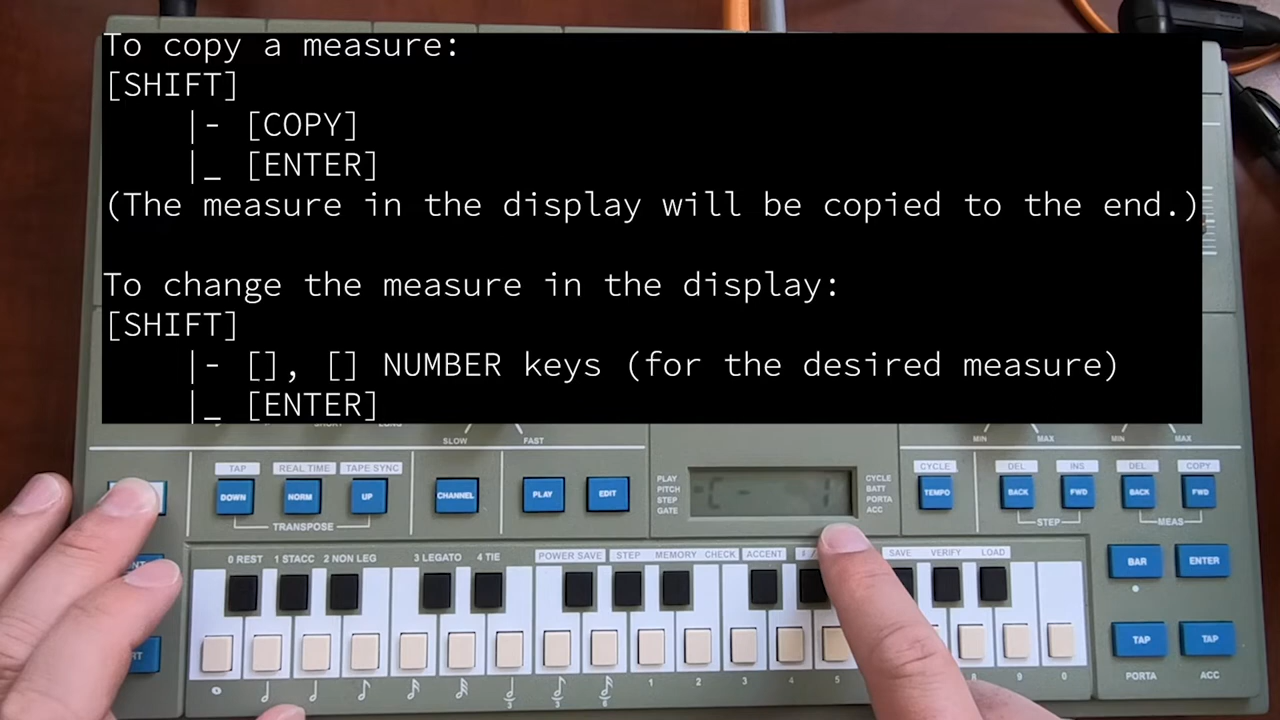 To copy a measure:
[SHIFT]
|- [COPY]
|_ [ENTER]
(The measure in the display will be copied to the end.)
To change the measure in the display:
[SHIFT]
|- [], [] NUMBER keys (for the desired measure)
|_ [ENTER]
SLOW FAST
MIN MAX MIN MAX
TAP REAL TIME TAPE SYNC
DOWN NORM UP
TRANSPOSE
CHANNEL
PLAY EDIT
PLAY
PITCH
STEP
GATE
-C- 1
CYCLE
BATT
PORTA
ACC
CYCLE
TEMPO
DEL INS DEL COPY
BACK FWD BACK FWD
STEP MEAS
0 REST 1 STACC 2 NON LEG 3 LEGATO 4 TIE
POWER SAVE STEP MEMORY CHECK ACCENT SAVE VERIFY LOAD
BAR ENTER
TAP TAP
PORTA ACC
1 2 3 4 5 8 9 0